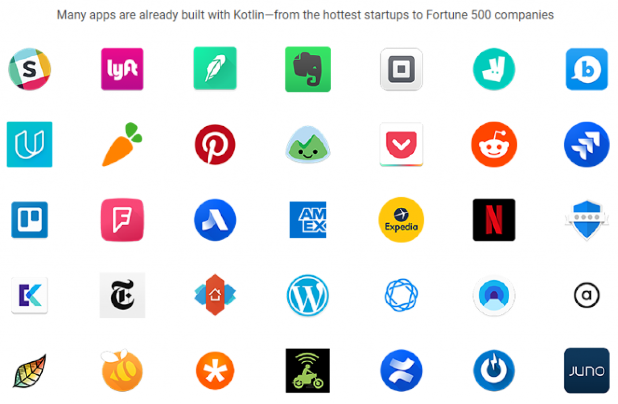 Many apps are already built with Kotlin—from the hottest startups to Fortune 500 companies
S
lyft
b
U
F
AM
EX
Expedia
N
K
T
W
a
JUNO